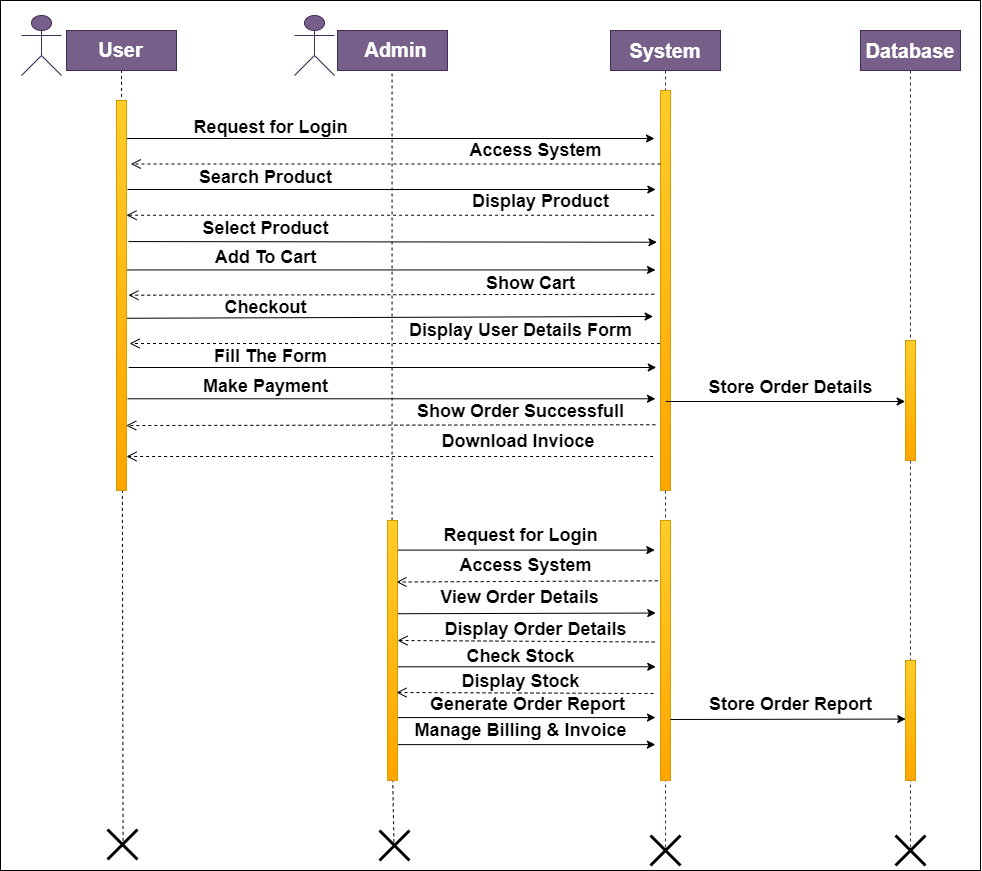 User
Admin
System
Database
Request for Login
Access System
Search Product
Display Product
Select Product
Add To Cart
Show Cart
Checkout
Display User Details Form
Fill The Form
Make Payment
Store Order Details
Show Order Successfull
Download Invioce
Request for Login
Access System
View Order Details
Display Order Details
Check Stock
Display Stock
Generate Order Report
Store Order Report
Manage Billing & Invoice